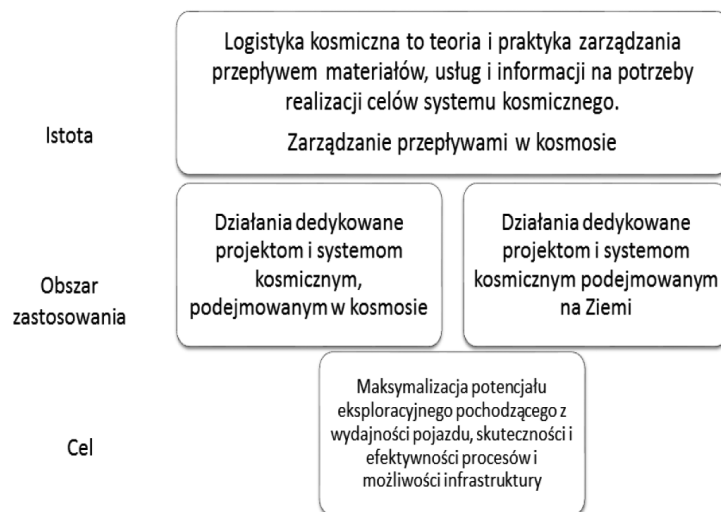 Logistyka kosmiczna to teoria i praktyka zarządzania
przepływem materiałów, usług i informacji na potrzeby
realizacji celów systemu kosmicznego.
Istota
Zarządzanie przepływami w kosmosie
Działania dedykowane
projektom i systemom
kosmicznym,
podejmowanym w kosmosie
Działania dedykowane
projektom i systemom
kosmicznym podejmowanym
na Ziemi
Obszar
zastosowania
Maksymalizacja potencjału
eksploracyjnego pochodzącego z
wydajności pojazdu, skuteczności i
efektywności procesów i
możliwości infrastruktury
Cel